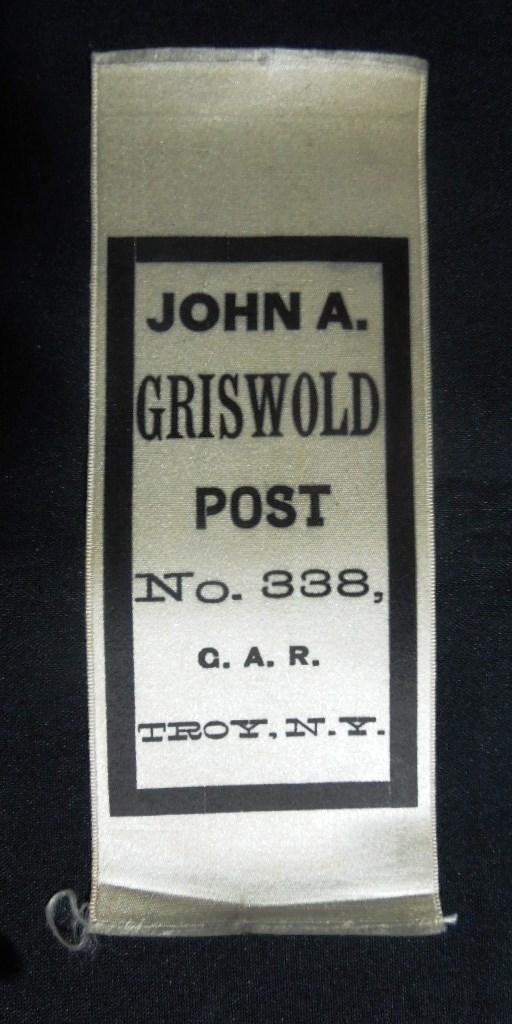 JOHN A.
GRISWOLD
POST
No. 338,
G. A. R.
TROY, N.Y.